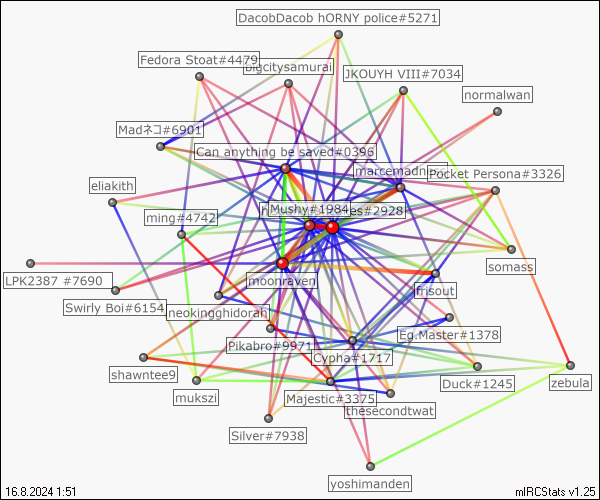 DacobDacob hORNY police#5271
Fedora Stoat#4479
bigcitysamurai
JKOUYH VIII#7034
normalwan
Madネコ#6901
Can anything be saved#0396
marcemadn
Pocket Persona#3326
eliakith
Mushy#1984
es#2928
ming#4742
somass
LPK2387 #7690
moonraven
frisout
Swirly Boi#6154
neokingghidorah
Eg.Master#1378
Pikabro#9971
Cypha#1717
shawntee9
Duck#1245
zebula
mukszi
Majestic#3375
thesecondtwat
Silver#7938
yoshimanden
16.8.2024 1:51
mIRCStats v1.25